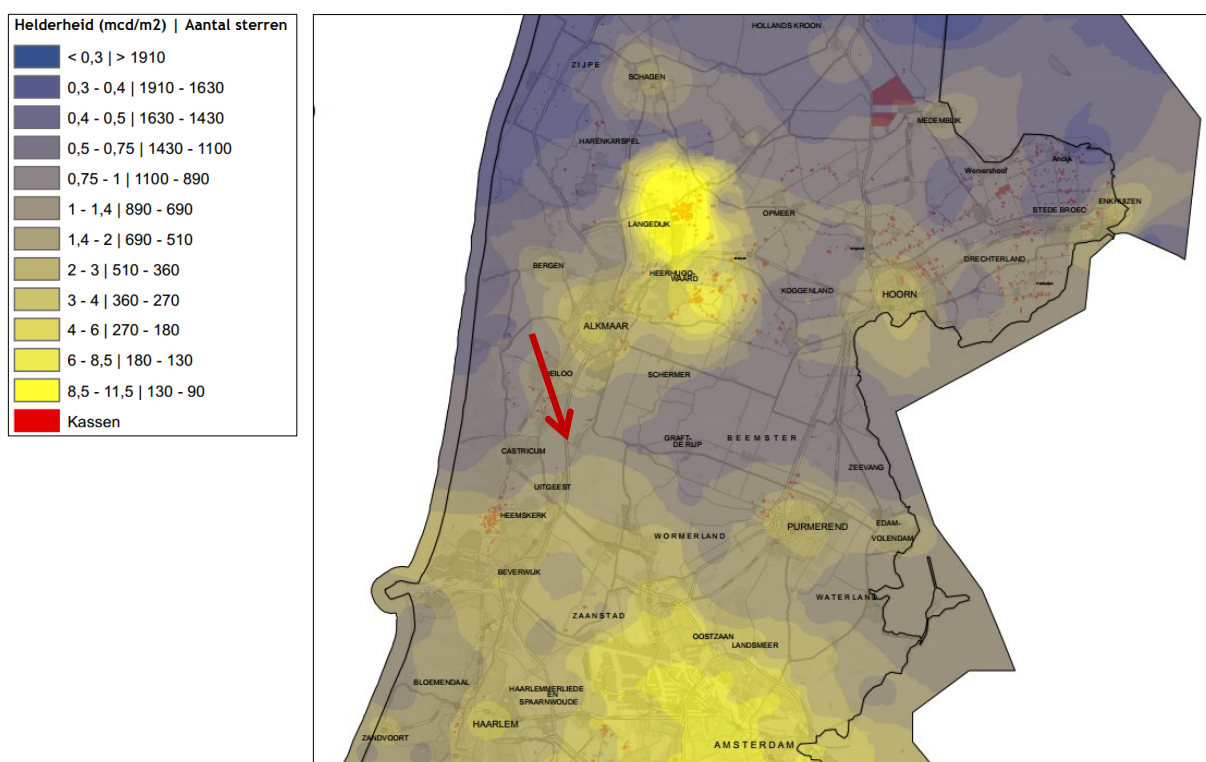 Helderheid (mcd/m2) | Aantal sterren
< 0,3 | > 1910
0,3 - 0,4 | 1910 - 1630
0,4 - 0,5 | 1630 - 1430
0,5 - 0,75 | 1430 - 1100
0,75 - 1 | 1100 - 890
1 - 1,4 | 890 - 690
1,4 - 2 | 690 - 510
2 - 3 | 510 - 360
3 - 4 | 360 - 270
4 - 6 | 270 - 180
6 - 8,5 | 180 - 130
8,5 - 11,5 | 130 - 90
Kassen
HOLLANDS KROON
ZIJPE
SCHAGEN
MEDEMBLIK
HARENKARSPEL
Andijk
Wervershoof
ENKHUIZEN
STEDE BROEC
OPMEER
LANGEDIJK
DRECHTERLAND
BERGEN
HEERHUGO-
WAARD
KOGGENLAND
HOORN
ALKMAAR
EILOO
SCHERMER
GRAFT-
DE RIJP
BEEMSTER
CASTRICUM
ZEEVANG
UITGEEST
HEEMSKERK
PURMEREND
EDAM-
VOLENDAM
WORMERLAND
BEVERWIJK
WATERLAND
ZAANSTAD
OOSTZAAN
LANDSMEER
BLOEMENDAAL
HAARLEMMERLIEDE
EN
SPAARNWOUDE
HAARLEM
ZANDVOORT
AMSTERDAM